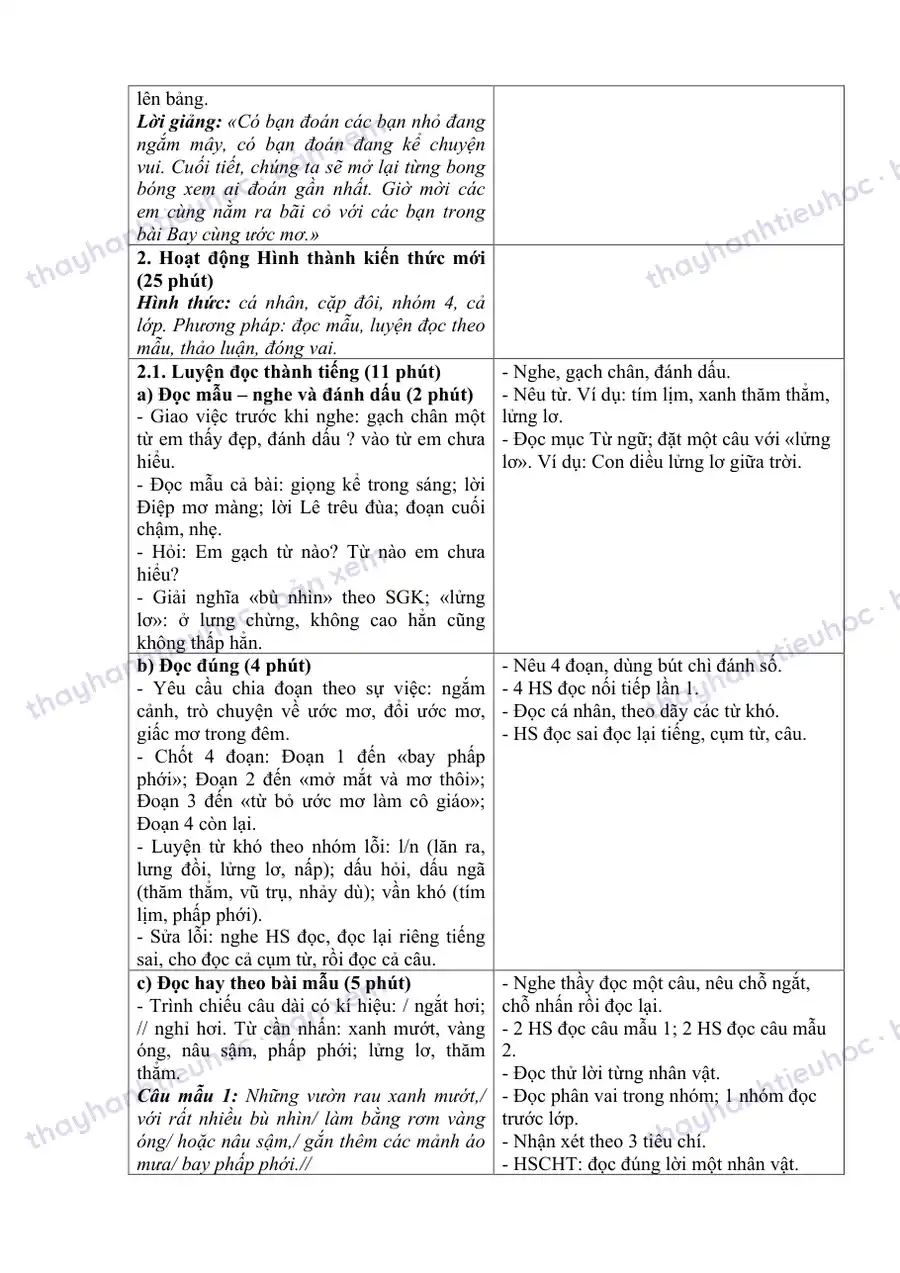 lên bảng.
Lời giảng: «Có bạn đoán các bạn nhỏ đang
ngắm mây, có bạn đoán đang kể chuyện
vui. Cuối tiết, chúng ta sẽ mở lại từng bong
bóng xem ai đoán gần nhất. Giờ mời các
em cùng nằm ra bãi cỏ với các bạn trong
bài Bay cùng ước mơ.»
2. Hoạt động Hình thành kiến thức mới
(25 phút)
Hình thức: cá nhân, cặp đôi, nhóm 4, cả
lớp. Phương pháp: đọc mẫu, luyện đọc theo
mẫu, thảo luận, đóng vai.
2.1. Luyện đọc thành tiếng (11 phút)
a) Đọc mẫu – nghe và đánh dấu (2 phút)
- Giao việc trước khi nghe: gạch chân một
từ em thấy đẹp, đánh dấu ? vào từ em chưa
hiểu.
- Đọc mẫu cả bài: giọng kể trong sáng; lời
Điệp mơ màng; lời Lê trêu đùa; đoạn cuối
chậm, nhẹ.
- Hỏi: Em gạch từ nào? Từ nào em chưa
hiểu?
- Giải nghĩa «bù nhìn» theo SGK; «lửng
lơ»: ở lưng chừng, không cao hẳn cũng
không thấp hẳn.
- Nghe, gạch chân, đánh dấu.
- Nêu từ. Ví dụ: tím lịm, xanh thăm thẳm,
lửng lơ.
- Đọc mục Từ ngữ; đặt một câu với «lửng
lơ». Ví dụ: Con diều lửng lơ giữa trời.
b) Đọc đúng (4 phút)
- Yêu cầu chia đoạn theo sự việc: ngắm
cảnh, trò chuyện về ước mơ, đổi ước mơ,
giấc mơ trong đêm.
- Chốt 4 đoạn: Đoạn 1 đến «bay phấp
phới»; Đoạn 2 đến «mở mắt và mơ thôi»;
Đoạn 3 đến «từ bỏ ước mơ làm cô giáo»;
Đoạn 4 còn lại.
- Luyện từ khó theo nhóm lỗi: l/n (lăn ra,
lưng đồi, lửng lơ, nấp); dấu hỏi, dấu ngã
(thăm thẳm, vũ trụ, nhảy dù); vần khó (tím
lịm, phấp phới).
- Sửa lỗi: nghe HS đọc, đọc lại riêng tiếng
sai, cho đọc cả cụm từ, rồi đọc cả câu.
- Nêu 4 đoạn, dùng bút chì đánh số.
- 4 HS đọc nối tiếp lần 1.
- Đọc cá nhân, theo dãy các từ khó.
- HS đọc sai đọc lại tiếng, cụm từ, câu.
c) Đọc hay theo bài mẫu (5 phút)
- Trình chiếu câu dài có kí hiệu: / ngắt hơi;
// nghỉ hơi. Từ cần nhấn: xanh mướt, vàng
óng, nâu sậm, phấp phới; lửng lơ, thăm
thẳm.
Câu mẫu 1: Những vườn rau xanh mướt,/
với rất nhiều bù nhìn/ làm bằng rơm vàng
óng/ hoặc nâu sậm,/ gắn thêm các mảnh áo
mưa/ bay phấp phới.//
- Nghe thầy đọc một câu, nêu chỗ ngắt,
chỗ nhấn rồi đọc lại.
- 2 HS đọc câu mẫu 1; 2 HS đọc câu mẫu
2.
- Đọc thử lời từng nhân vật.
- Đọc phân vai trong nhóm; 1 nhóm đọc
trước lớp.
- Nhận xét theo 3 tiêu chí.
- HSCHT: đọc đúng lời một nhân vật.
thayhanhtieuhoc · bản xem
thayhanhtieuhoc · b
thayhanhtieuhoc · bản xem
thayhanhtieuhoc · b
thayhanhtieuhoc · bản xem
thayhanhtieuhoc · b